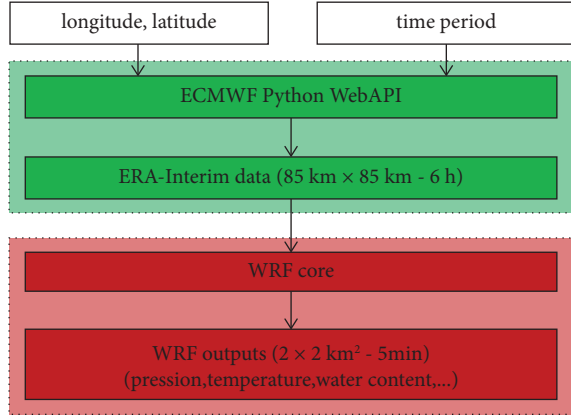 longitude, latitude
time period
ECMWF Python WebAPI
ERA-Interim data (85 km × 85 km - 6 h)
WRF core
WRF outputs (2 × 2 km² - 5min)
(pression,temperature,water content,...)